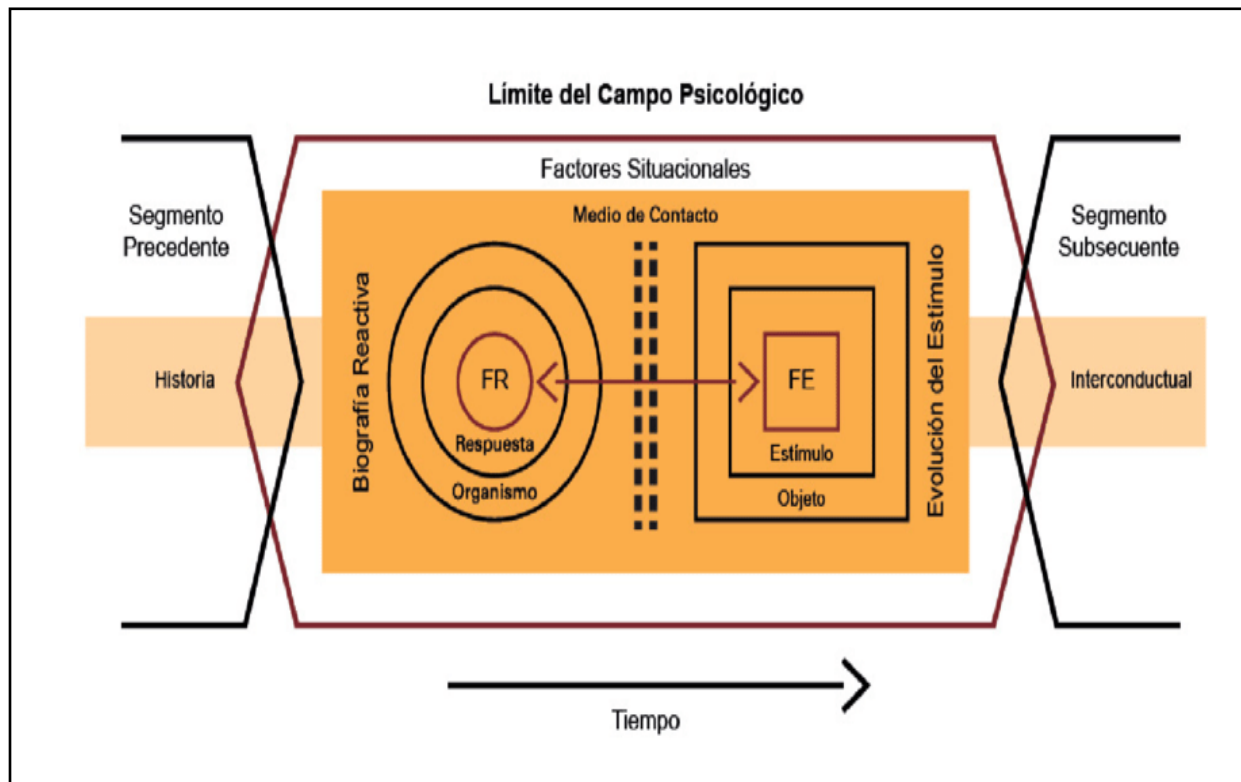 Límite del Campo Psicológico
Factores Situacionales
Segmento
Precedente
Medio de Contacto
Segmento
Subsecuente
Biografía Reactiva
Evolución del Estímulo
Historia
FR
FE
Interconductual
Respuesta
Estímulo
Organismo
Objeto
Tiempo